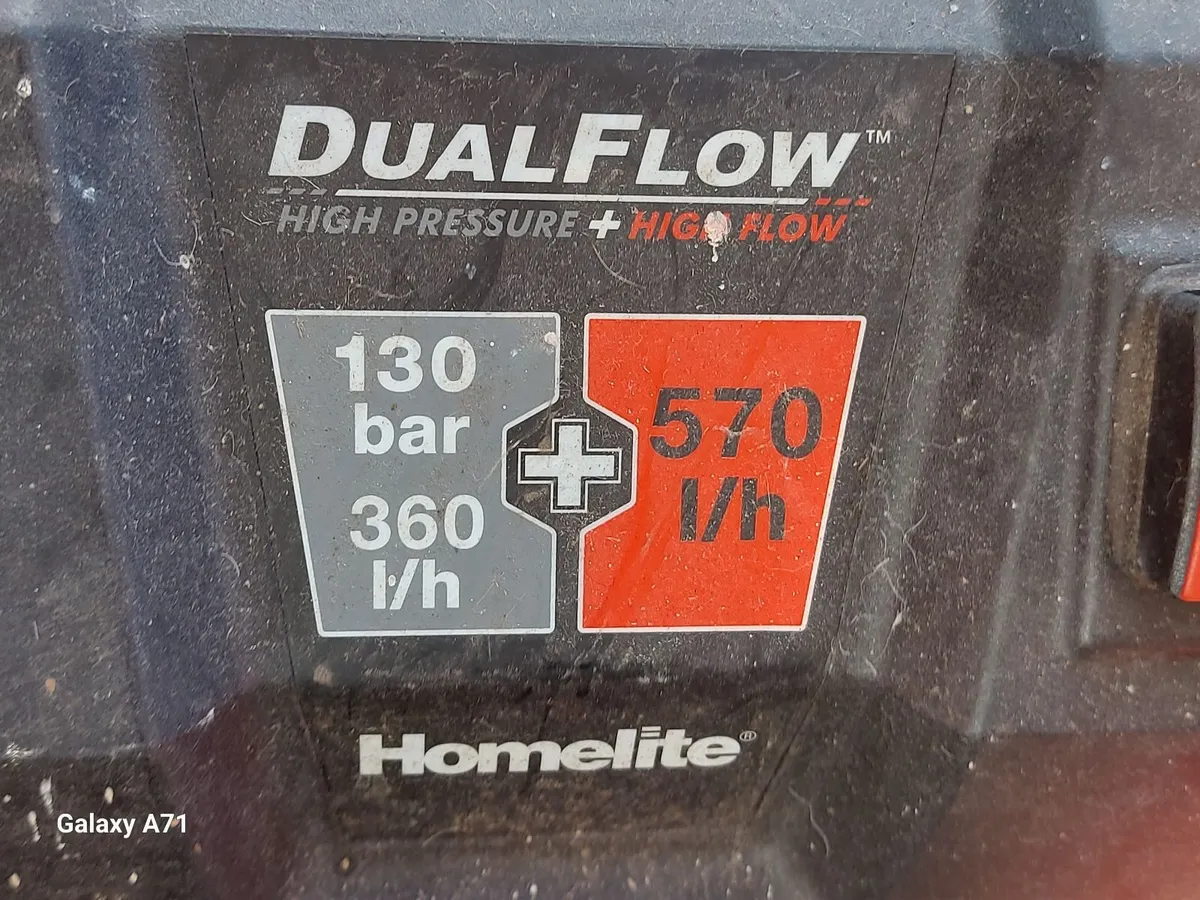 DUALFLOW™
HIGH PRESSURE + HIGH FLOW
130
bar
360
l/h
+
570
l/h
Homelite®
Galaxy A71